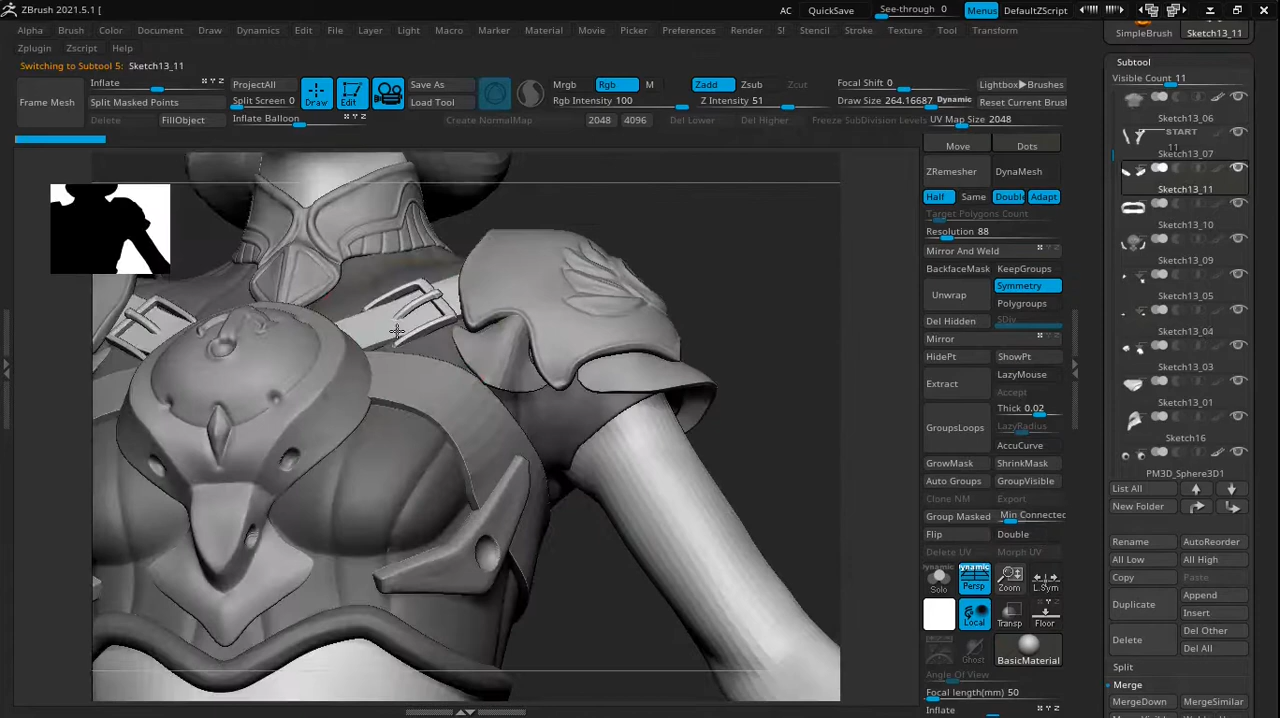 ZBrush 2021.5.1 [
AC QuickSave See-through 0 Menus DefaultZScript
Alpha Brush Color Document Draw Dynamics Edit File Layer Light Macro Marker Material Movie Picker Preferences Render Stencil Stroke Texture Tool Transform
Zplugin Zscript Help
Switching to Subtool 5: Sketch13_11
Frame Mesh
Inflate
Split Masked Points
Delete FillObject
ProjectAll
Split Screen 0
Inflate Balloon
Draw Edit
Save As
Load Tool
Mrgb Rgb M
Rgb Intensity 100
Zadd Zsub Zcut
Z Intensity 51
Focal Shift 0
Draw Size 264.16687 Dynamic
Lightbox▶Brushes
Reset Current Brus
Create NormalMap 2048 4096 Del Lower Del Higher Freeze SubDivision Levels UV Map Size 2048
Move Dots
ZRemesher DynaMesh
Half Same Double Adapt
Target Polygons Count
Resolution 88
Mirror And Weld
BackfaceMask KeepGroups
Unwrap Symmetry
Polygroups
Del Hidden SDiv
Mirror
HidePt ShowPt
Extract LazyMouse
Accept
Thick 0.02
GroupsLoops LazyRadius
AccuCurve
GrowMask ShrinkMask
Auto Groups GroupVisible
Clone NM Export
Group Masked Min Connected
Flip Double
Delete UV Morph UV
Solo Dynamic Persp Zoom L.Sym
Local Transp Floor
Ghost BasicMaterial
Angle Of View
Focal length(mm) 50
Inflate
SimpleBrush Sketch13_11
Subtool
Visible Count 11
Sketch13_06
START
11
Sketch13_07
Sketch13_11
Sketch13_10
Sketch13_09
Sketch13_05
Sketch13_04
Sketch13_03
Sketch13_01
Sketch16
PM3D_Sphere3D1
List All
New Folder
Rename AutoReorder
All Low All High
Copy Paste
Duplicate Append
Insert
Delete Del Other
Del All
Split
Merge
MergeDown MergeSimilar